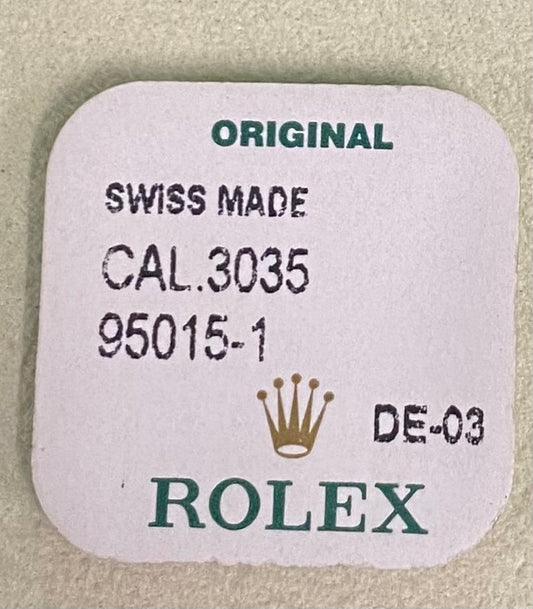 ORIGINAL
SWISS MADE
CAL.3035
95015-1
DE-03
ROLEX